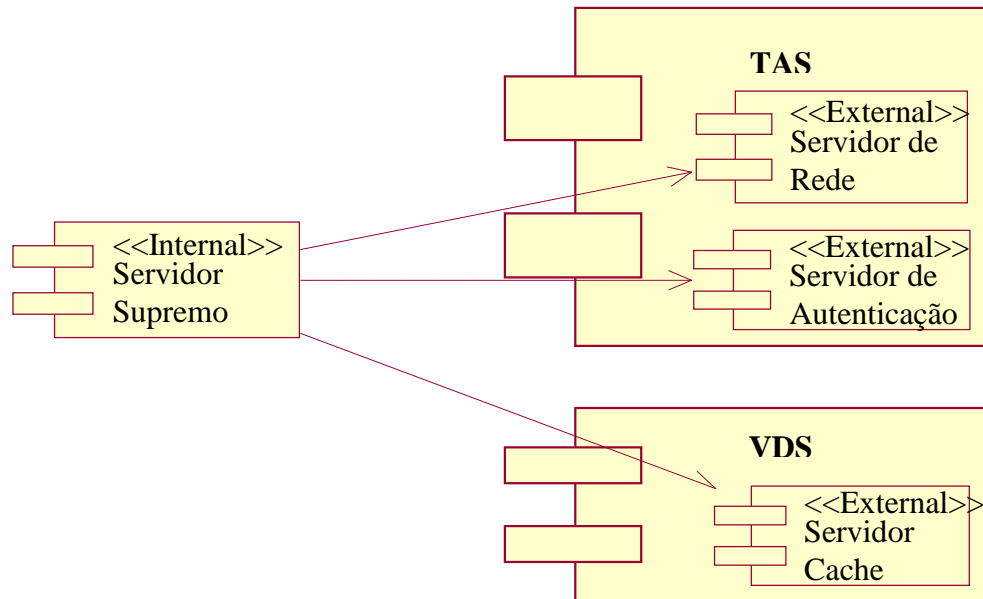 TAS
<<External>>
Servidor de
Rede
<<Internal>>
Servidor
Supremo
<<External>>
Servidor de
Autenticação
VDS
<<External>>
Servidor
Cache